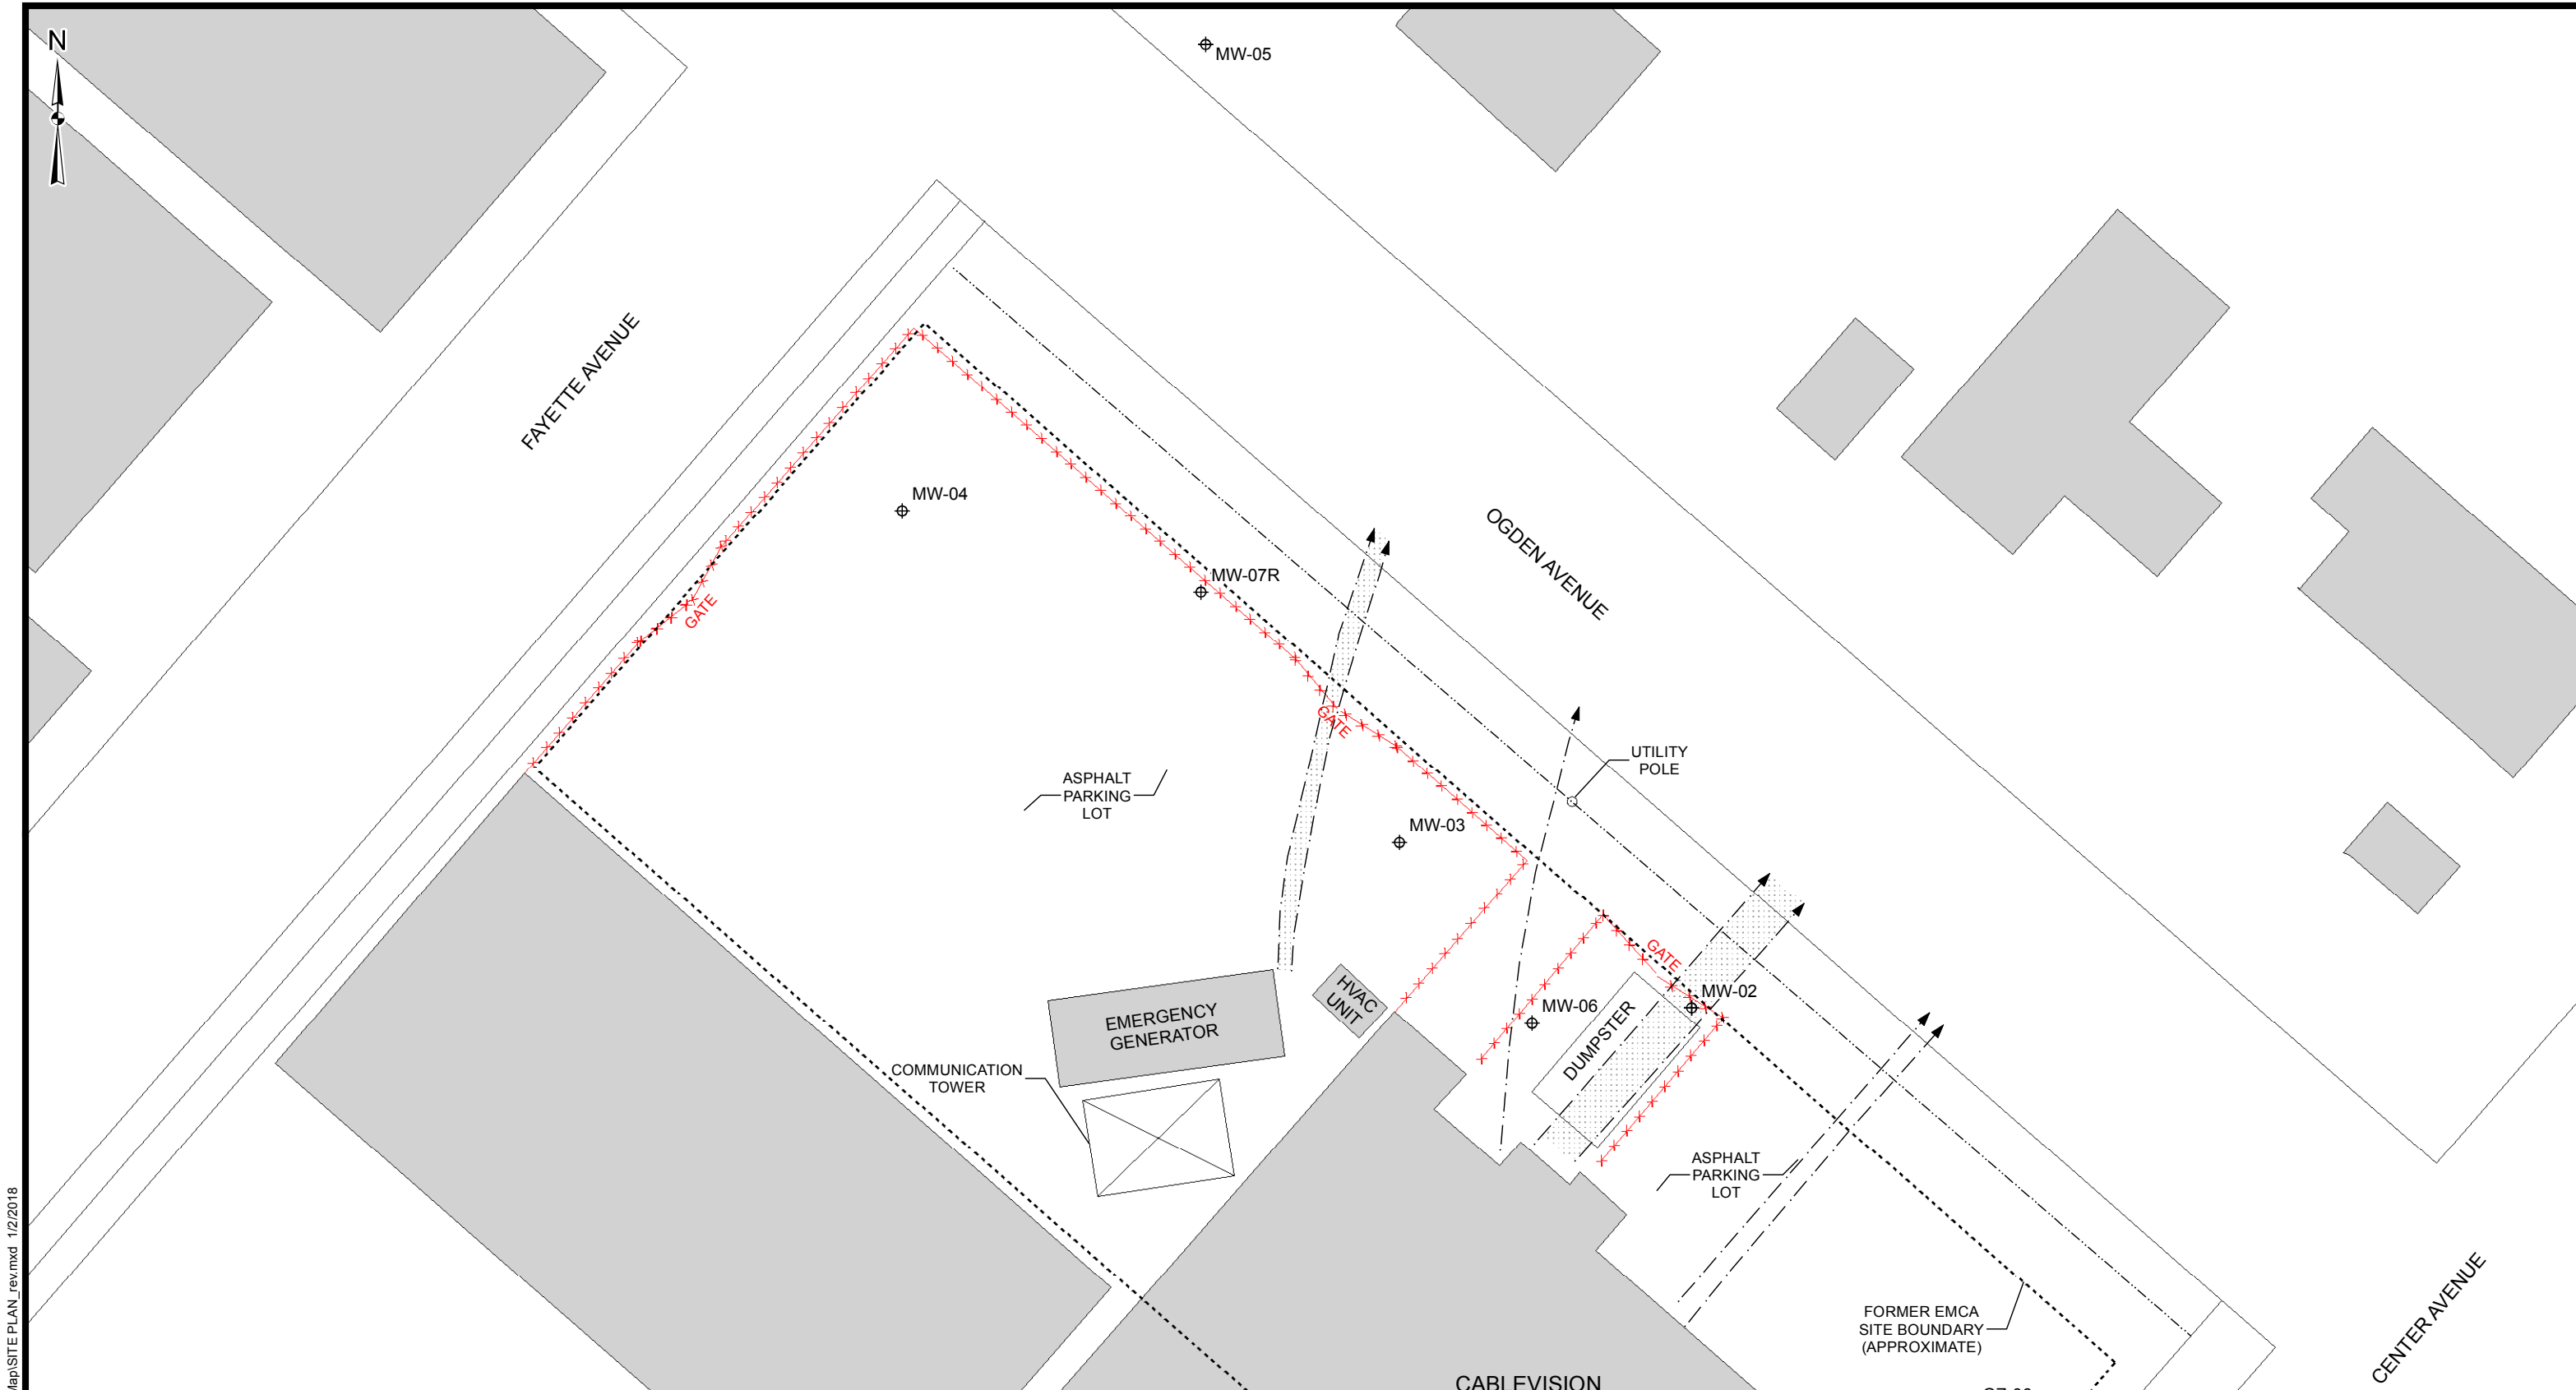 N
MW-05
FAYETTE AVENUE
MW-04
MW-07R
OGDEN AVENUE
GATE
GATE
UTILITY
POLE
ASPHALT
PARKING
LOT
MW-03
GATE
HVAC
UNIT
MW-02
MW-06
DUMPSTER
EMERGENCY
GENERATOR
COMMUNICATION
TOWER
ASPHALT
PARKING
LOT
FORMER EMCA
SITE BOUNDARY
(APPROXIMATE)
CENTER AVENUE
CABLEVISION
Map\SITE PLAN_rev.mxd 1/2/2018